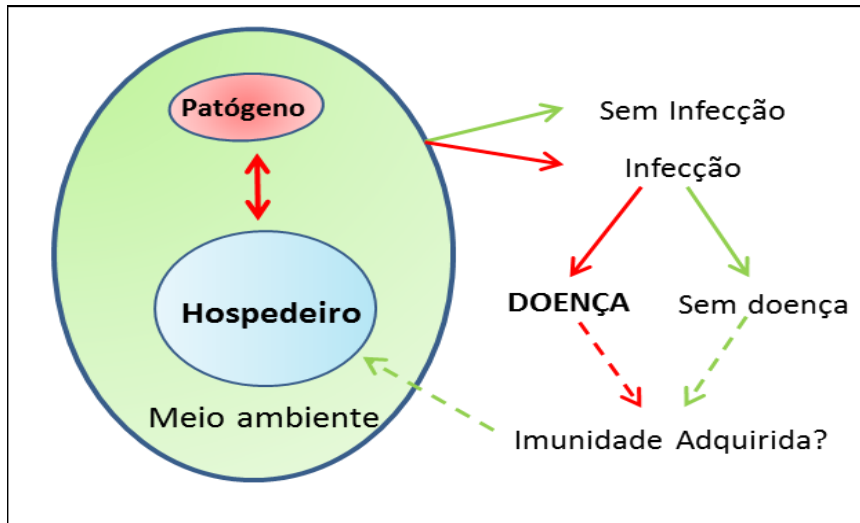 Patógeno
Hospedeiro
Meio ambiente
Sem Infecção
Infecção
DOENÇA
Sem doença
Imunidade Adquirida?